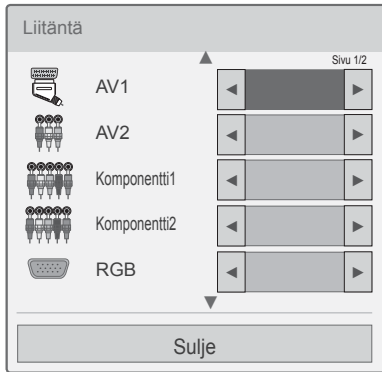 Liitäntä
Sivu 1/2
AV1
AV2
Komponentti1
Komponentti2
RGB
Sulje